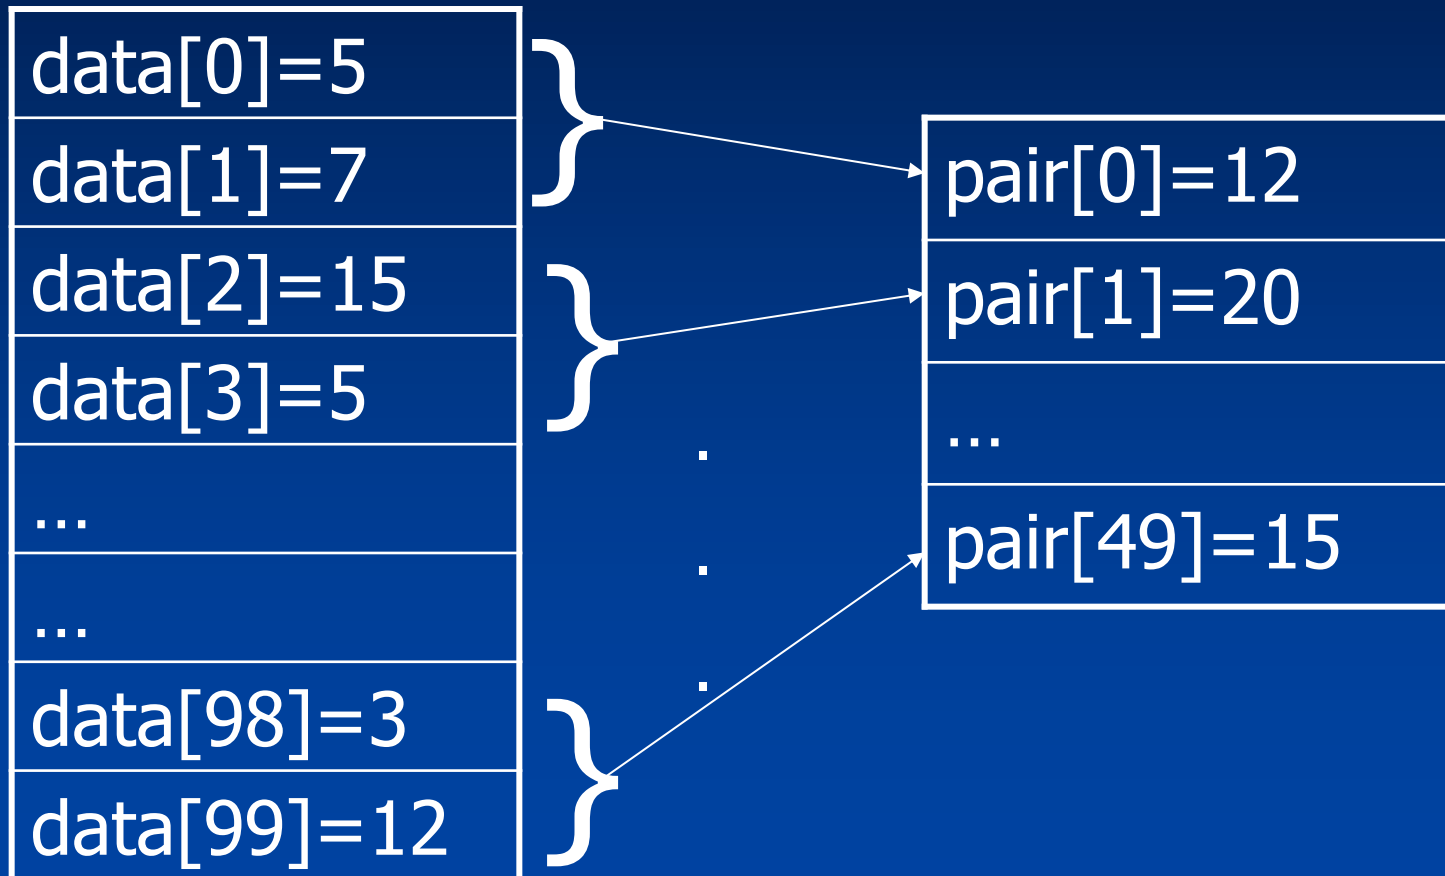 data[0]=5
data[1]=7
data[2]=15
data[3]=5
...
...
data[98]=3
data[99]=12
}
}
}
.
.
.
pair[0]=12
pair[1]=20
...
pair[49]=15